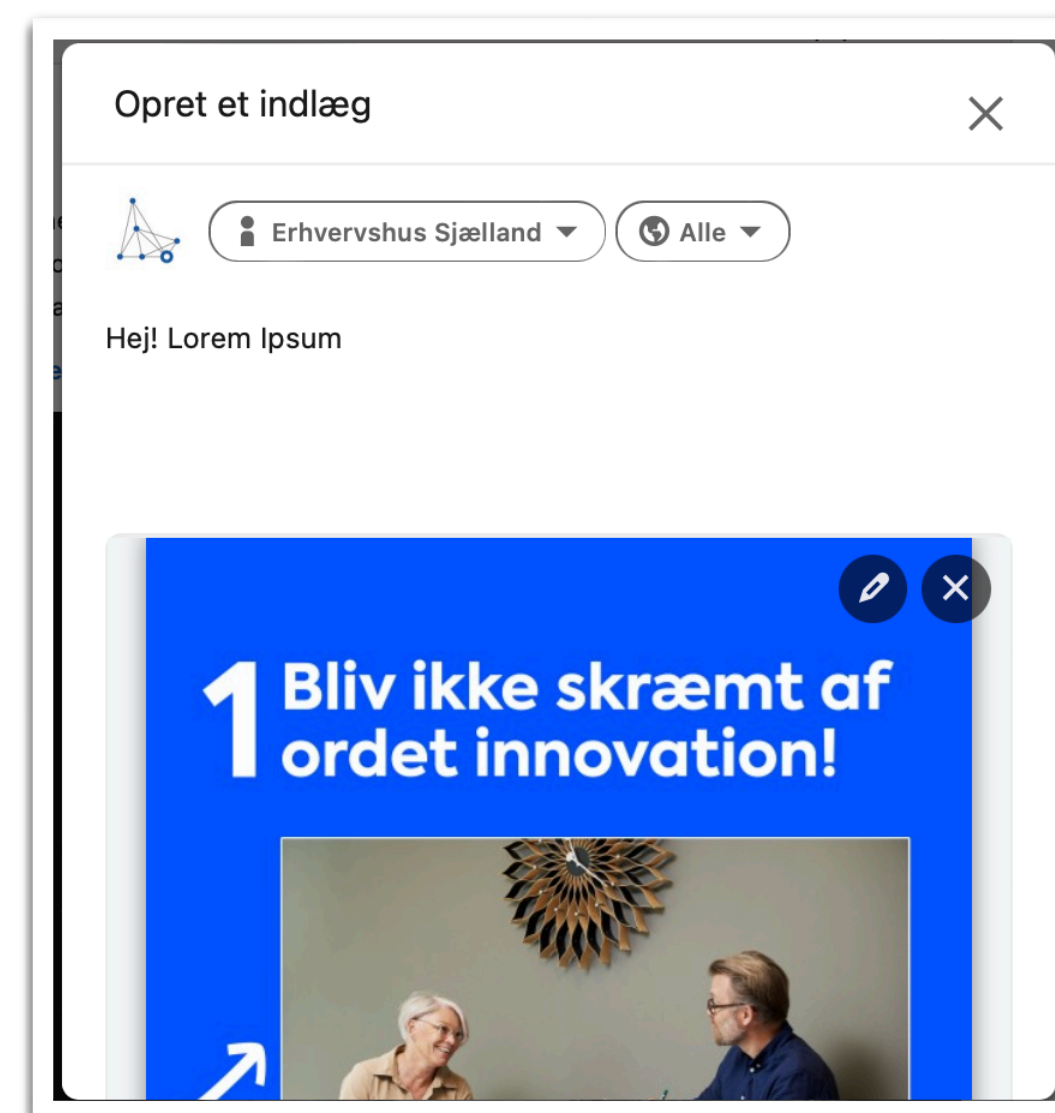 Opret et indlæg
Erhvervshus Sjælland
Alle
Hej! Lorem Ipsum
1 Bliv ikke skræmt af
ordet innovation!